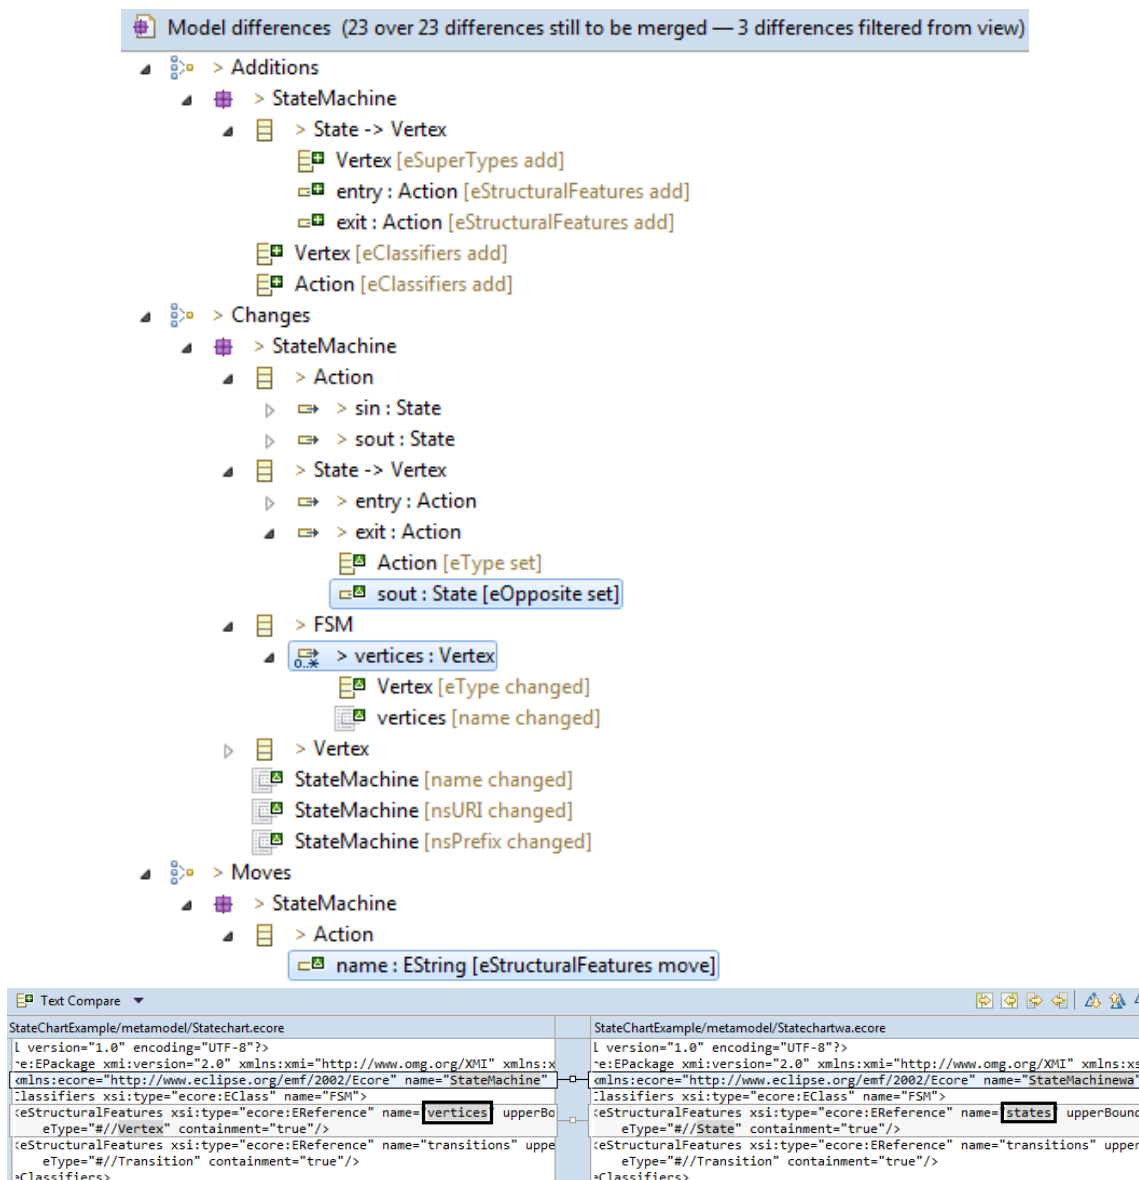 Model differences (23 over 23 differences still to be merged — 3 differences filtered from view)
> Additions
> StateMachine
> State -> Vertex
Vertex [eSuperTypes add]
entry : Action [eStructuralFeatures add]
exit : Action [eStructuralFeatures add]
Vertex [eClassifiers add]
Action [eClassifiers add]
> Changes
> StateMachine
> Action
> sin : State
> sout : State
> State -> Vertex
> entry : Action
> exit : Action
Action [eType set]
sout : State [eOpposite set]
> FSM
0..* > vertices : Vertex
Vertex [eType changed]
vertices [name changed]
> Vertex
StateMachine [name changed]
StateMachine [nsURI changed]
StateMachine [nsPrefix changed]
> Moves
> StateMachine
> Action
name : EString [eStructuralFeatures move]
Text Compare
StateChartExample/metamodel/Statechart.ecore
l version="1.0" encoding="UTF-8"?>
re:EPackage xmi:version="2.0" xmlns:xmi="http://www.omg.org/XMI" xmlns:x
xmlns:ecore="http://www.eclipse.org/emf/2002/Ecore" name="StateMachine"
Classifiers xsi:type="ecore:EClass" name="FSM">
<eStructuralFeatures xsi:type="ecore:EReference" name="vertices" upperBo
eType="#//Vertex" containment="true"/>
<eStructuralFeatures xsi:type="ecore:EReference" name="transitions" uppe
eType="#//Transition" containment="true"/>
eClassifiers>
StateChartExample/metamodel/Statechartwa.ecore
l version="1.0" encoding="UTF-8"?>
re:EPackage xmi:version="2.0" xmlns:xmi="http://www.omg.org/XMI" xmlns:xs
xmlns:ecore="http://www.eclipse.org/emf/2002/Ecore" name="StateMachinewa"
Classifiers xsi:type="ecore:EClass" name="FSM">
<eStructuralFeatures xsi:type="ecore:EReference" name="states" upperBound
eType="#//State" containment="true"/>
<eStructuralFeatures xsi:type="ecore:EReference" name="transitions" upper
eType="#//Transition" containment="true"/>
eClassifiers>